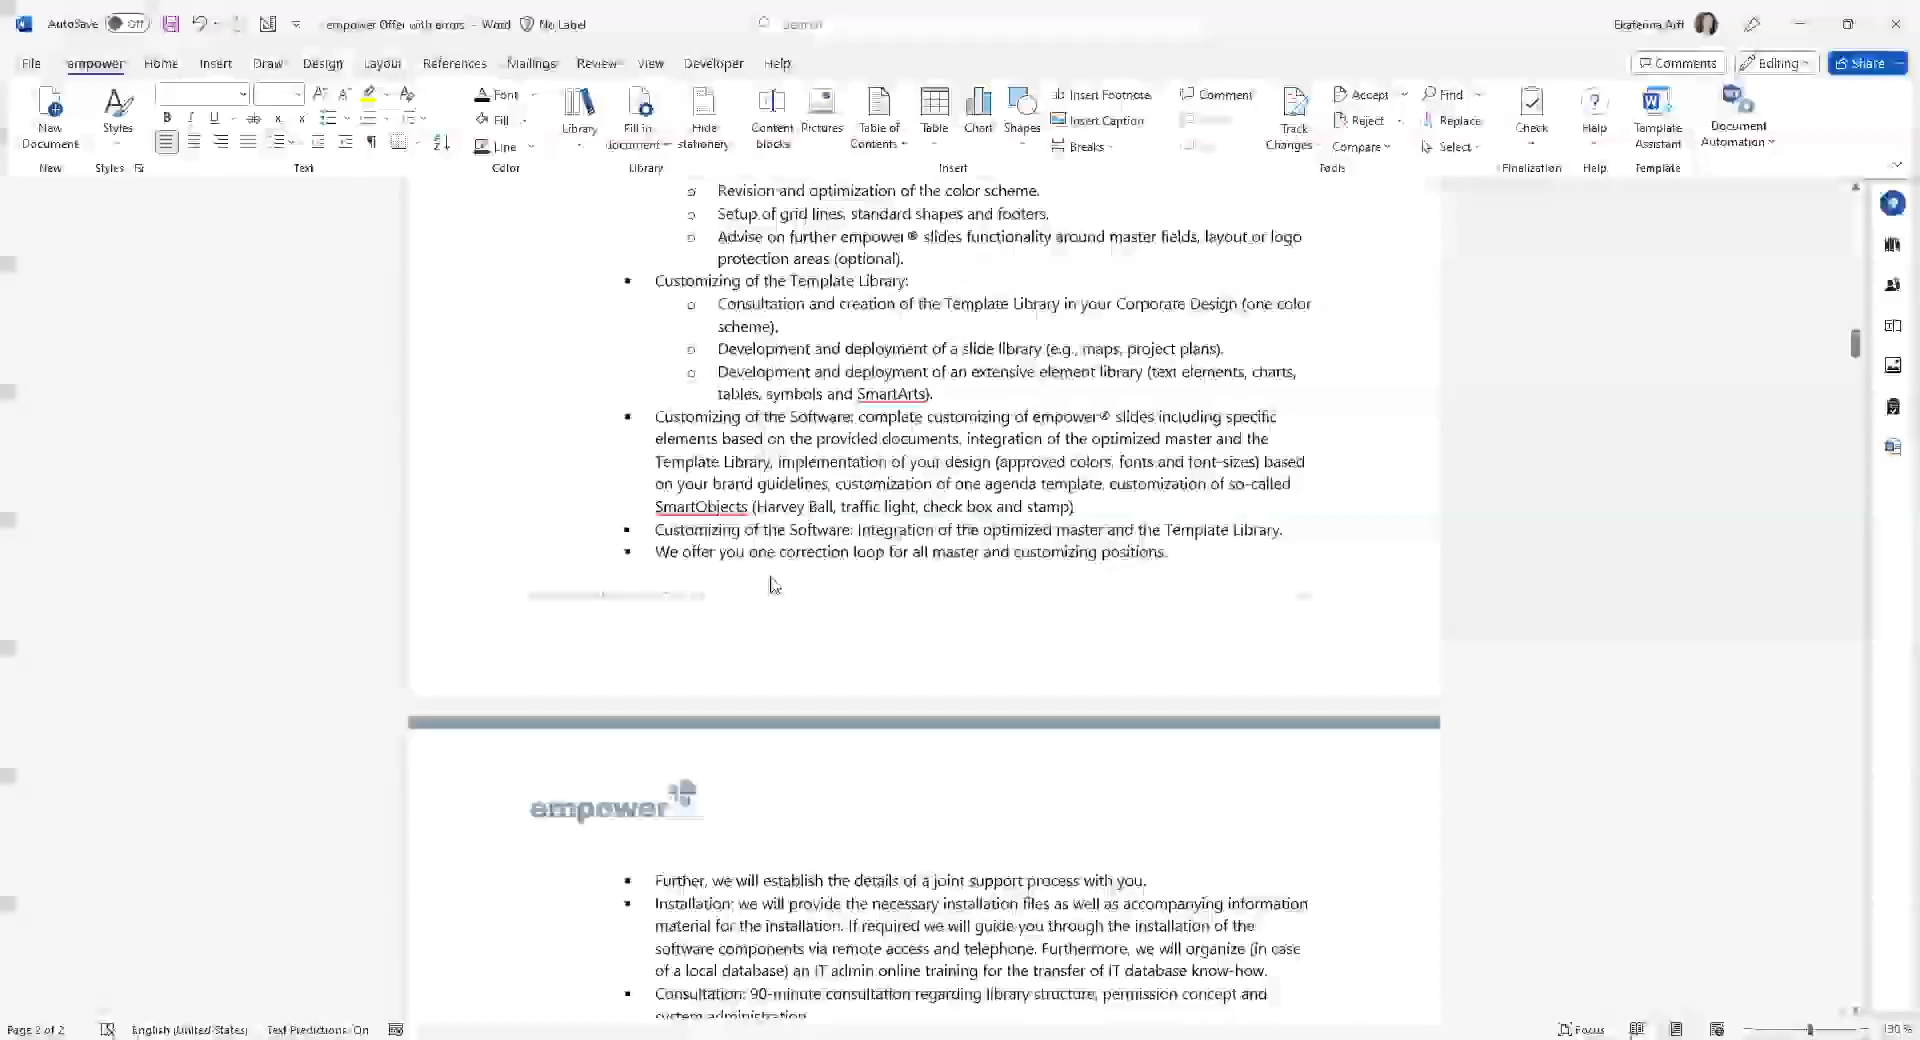 AutoSave Off empower Offer with errors - Word No Label Search Ekaterina
File empower Home Insert Draw Design Layout References Mailings Review View Developer Help Comments Editing Share
New Document
Styles
Font
Fill
Line
Library
Fill in document
Hide stationery
Content blocks
Pictures
Table of Contents
Table
Chart
Shapes
Insert Footnote
Insert Caption
Breaks
Comment
Track Changes
Accept
Reject
Compare
Find
Replace
Select
Check
Help
Template Assistant
Document Automation
New Styles Text Color Library Insert Tools Finalization Help Template
Revision and optimization of the color scheme.
Setup of grid lines, standard shapes and footers.
Advise on further empower® slides functionality around master fields, layout or logo
protection areas (optional).
Customizing of the Template Library:
Consultation and creation of the Template Library in your Corporate Design (one color
scheme).
Development and deployment of a slide library (e.g., maps, project plans).
Development and deployment of an extensive element library (text elements, charts,
tables, symbols and SmartArts).
Customizing of the Software: complete customizing of empower® slides including specific
elements based on the provided documents, integration of the optimized master and the
Template Library, implementation of your design (approved colors, fonts and font-sizes) based
on your brand guidelines, customization of one agenda template, customization of so-called
SmartObjects (Harvey Ball, traffic light, check box and stamp)
Customizing of the Software: Integration of the optimized master and the Template Library.
We offer you one correction loop for all master and customizing positions.
empower
Further, we will establish the details of a joint support process with you.
Installation: we will provide the necessary installation files as well as accompanying information
material for the installation. If required we will guide you through the installation of the
software components via remote access and telephone. Furthermore, we will organize (in case
of a local database) an IT admin online training for the transfer of IT database know-how.
Consultation: 90-minute consultation regarding library structure, permission concept and
system administration.
Page 2 of 2 English (United States) Text Predictions: On Focus 130 %